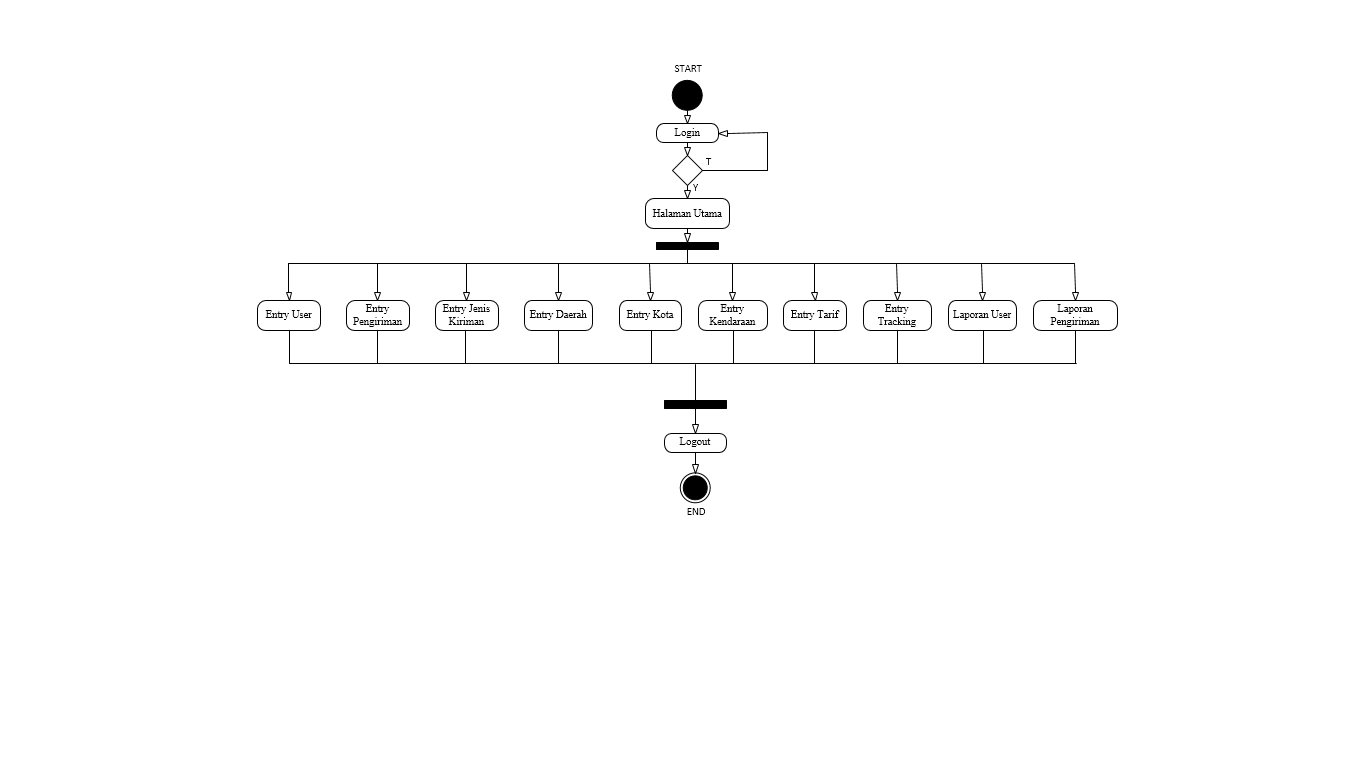 START
Login
T
Y
Halaman Utama
Entry User
Entry
Pengiriman
Entry Jenis
Kiriman
Entry Daerah
Entry Kota
Entry
Kendaraan
Entry Tarif
Entry
Tracking
Laporan User
Laporan
Pengiriman
Logout
END